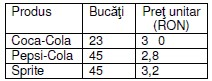 Produs Bucăţi Preţ unitar
(RON)
Coca-Cola 23 3 0
Pepsi-Cola 45 2,8
Sprite 45 3,2